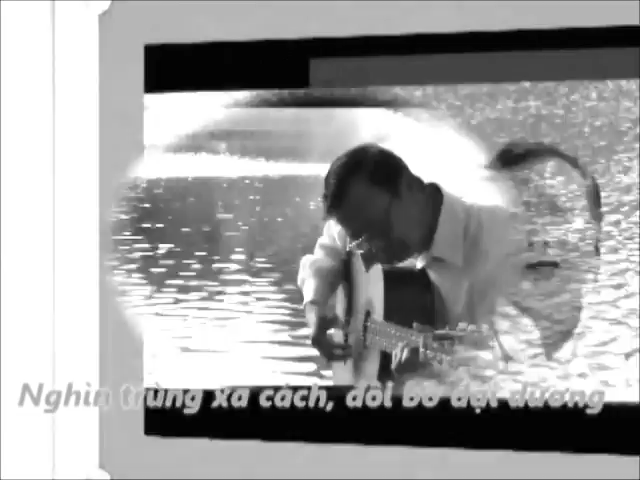 Nghìn trùng xa cách, đôi bờ đại dương